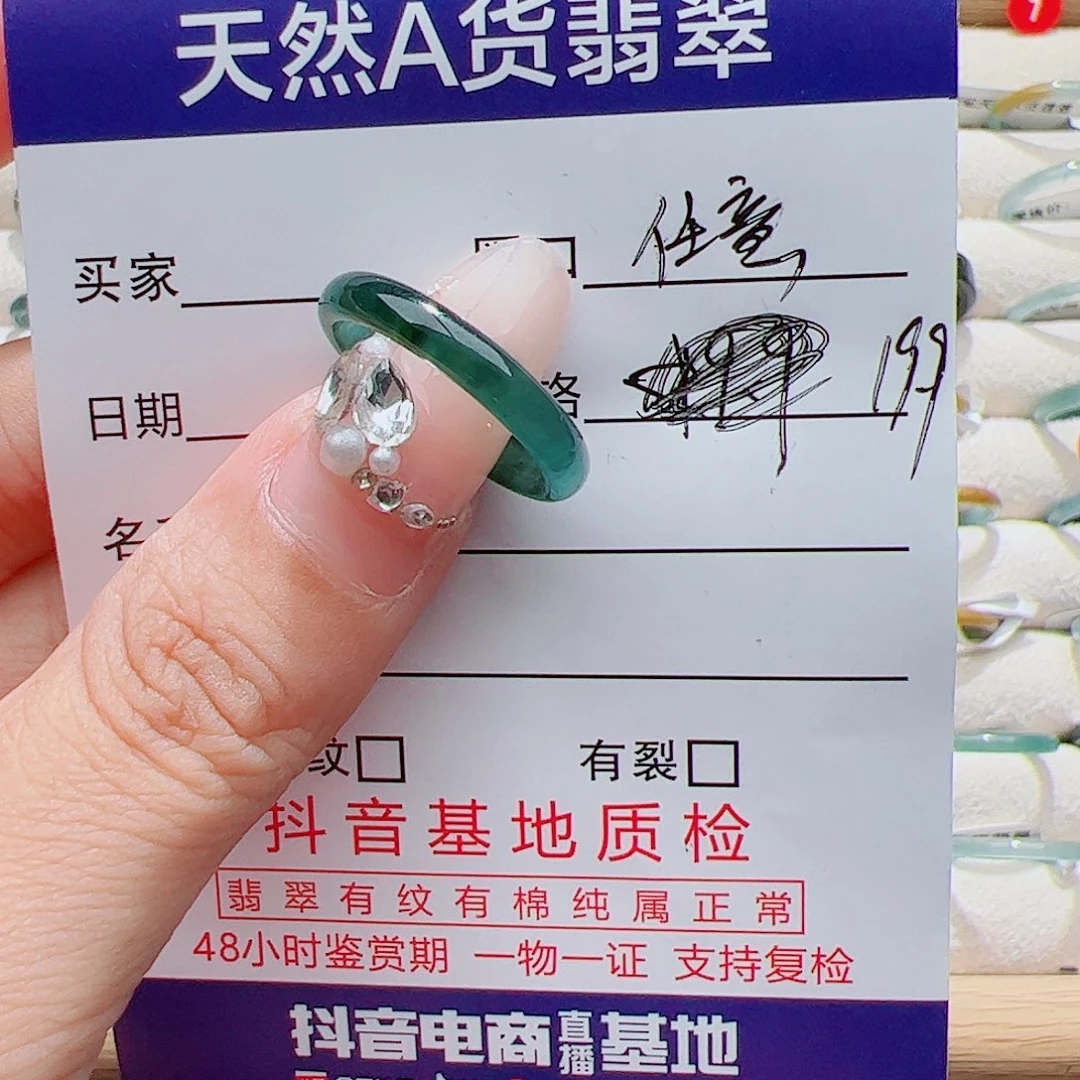 天然A货翡翠
买家 任意
日期 199
纹□ 有裂□
抖音基地质检
翡翠有纹有棉纯属正常
48小时鉴赏期 一物一证 支持复检
抖音电商直播基地